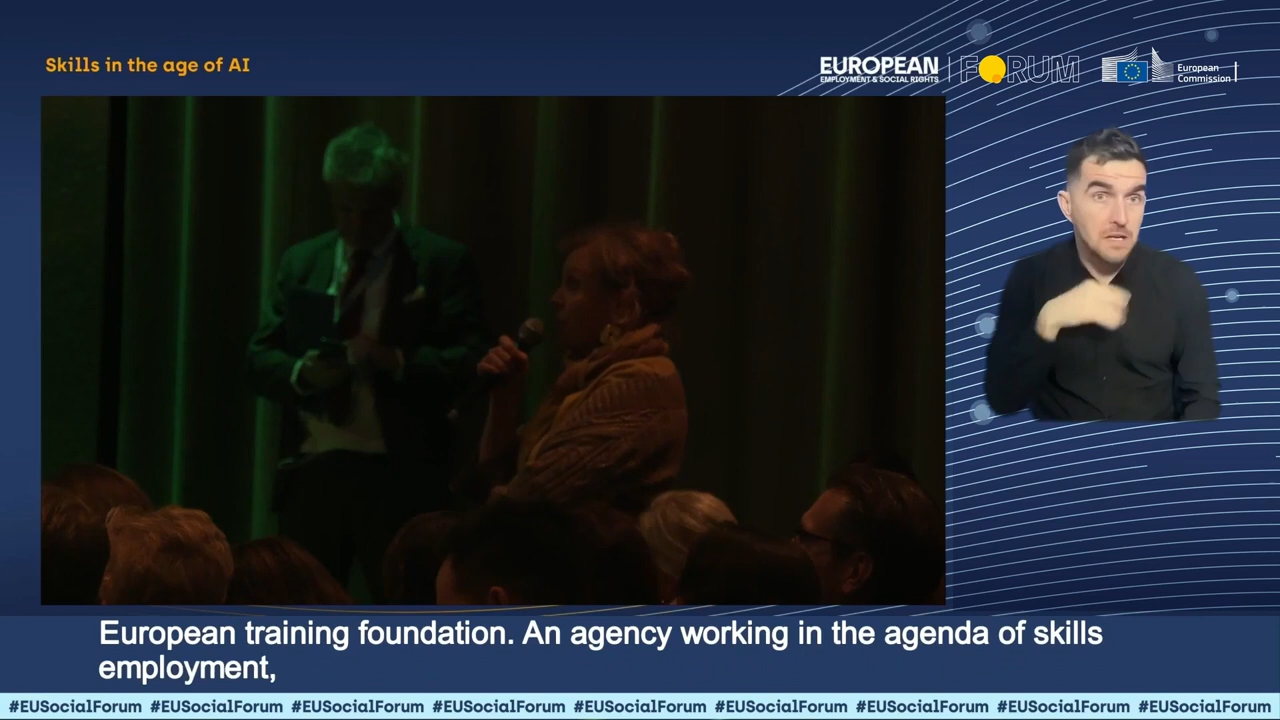 Skills in the age of AI
EUROPEAN
EMPLOYMENT & SOCIAL RIGHTS
FORUM
European
Commission
European training foundation. An agency working in the agenda of skills
employment,
#EUSocialForum #EUSocialForum #EUSocialForum #EUSocialForum #EUSocialForum #EUSocialForum #EUSocialForum #EUSocialForum #EUSocialForum